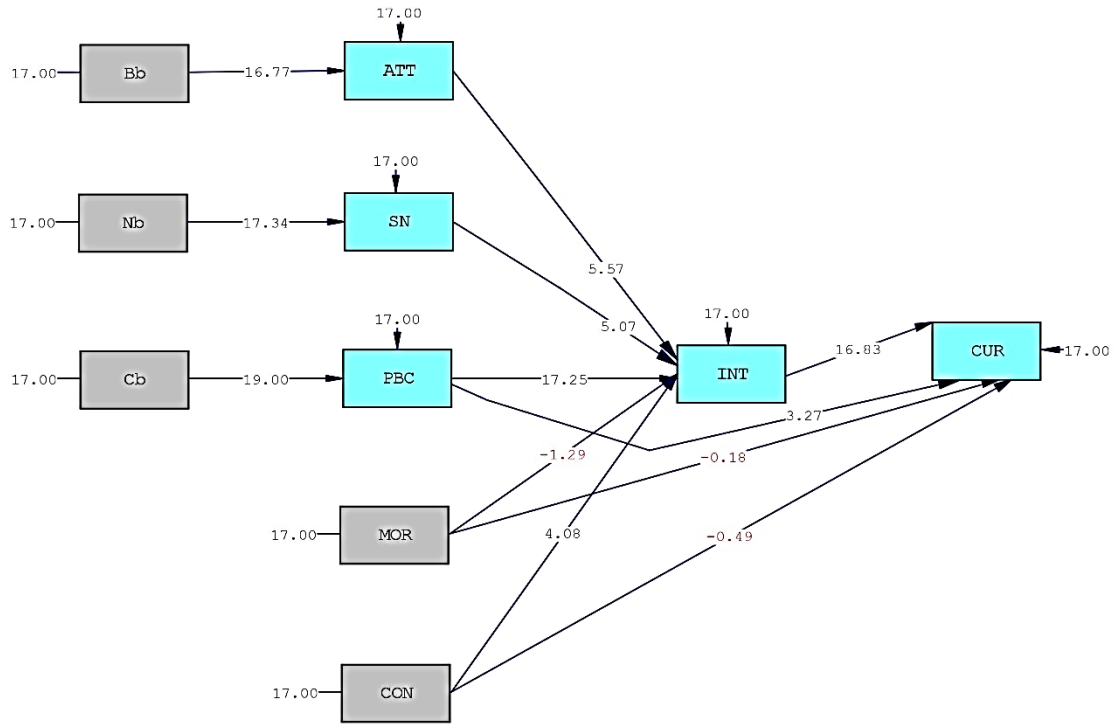 17.00
17.00 Bb 16.77 ATT
17.00
17.00 Nb 17.34 SN
5.57
17.00 17.00
5.07
17.00 Cb 19.00 PBC 17.25 INT 16.83 CUR 17.00
3.27
-1.29 -0.18
17.00 MOR 4.08 -0.49
17.00 CON